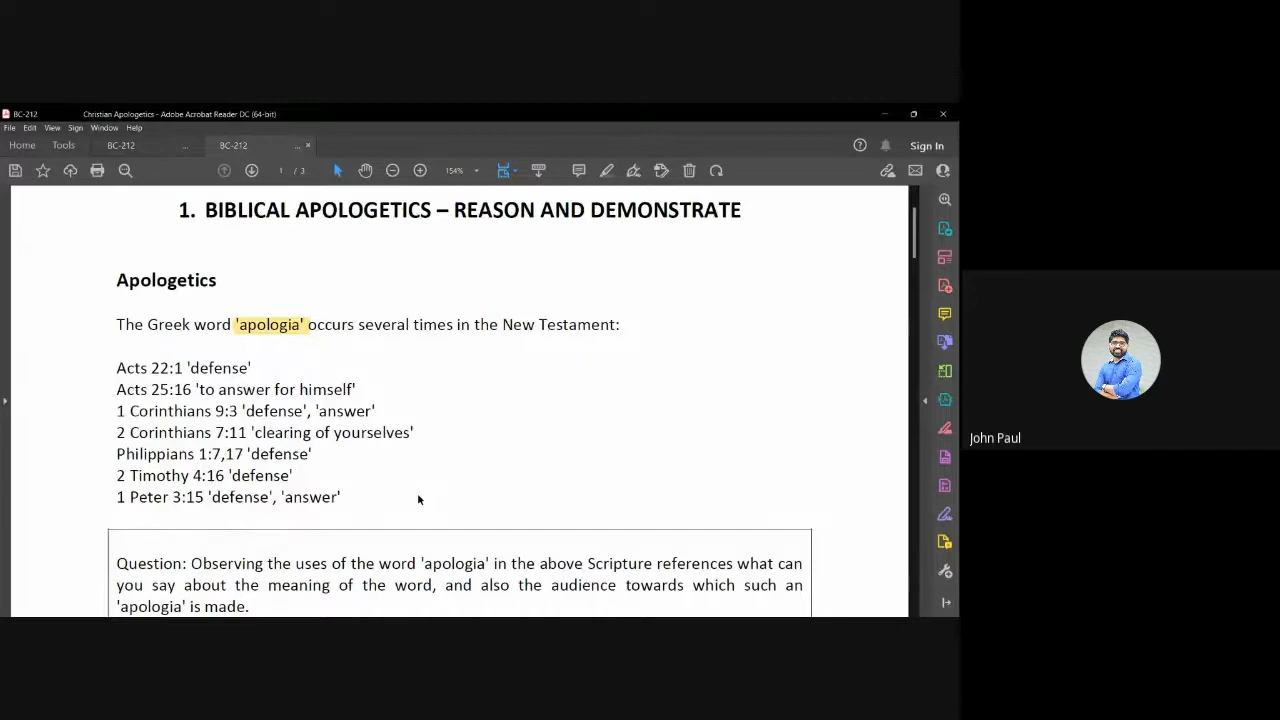 BC-212 Christian Apologetics - Adobe Acrobat Reader DC (64-bit)
File Edit View Sign Window Help
Home Tools BC-212 ... BC-212 ... × Sign In
1 / 3 154%
1. BIBLICAL APOLOGETICS – REASON AND DEMONSTRATE
Apologetics
The Greek word 'apologia' occurs several times in the New Testament:
Acts 22:1 'defense'
Acts 25:16 'to answer for himself'
1 Corinthians 9:3 'defense', 'answer'
2 Corinthians 7:11 'clearing of yourselves'
Philippians 1:7,17 'defense'
2 Timothy 4:16 'defense'
1 Peter 3:15 'defense', 'answer'
Question: Observing the uses of the word 'apologia' in the above Scripture references what can
you say about the meaning of the word, and also the audience towards which such an
'apologia' is made.
John Paul